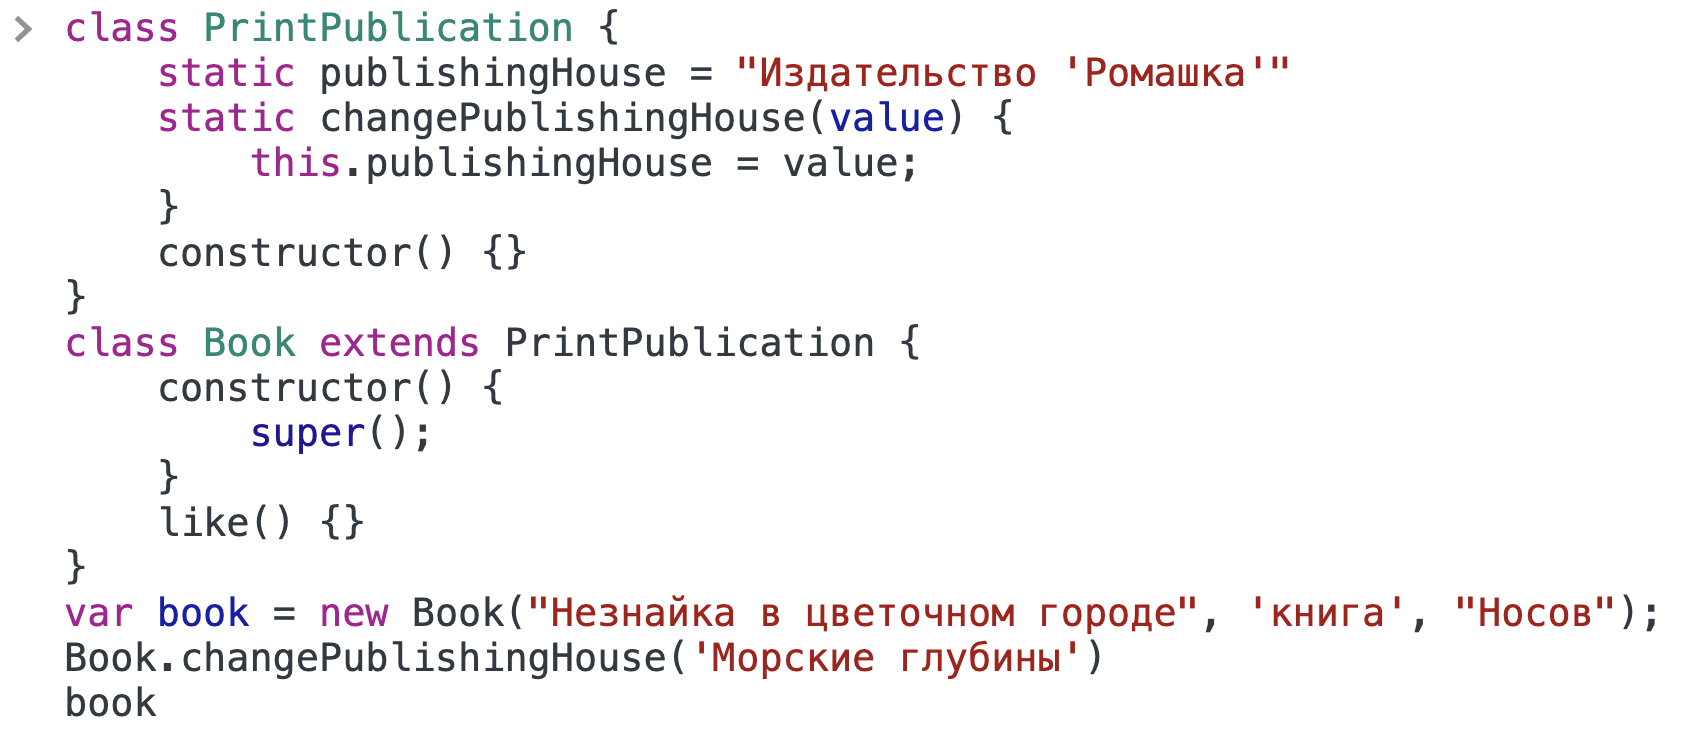 > class PrintPublication {
    static publishingHouse = "Издательство 'Ромашка'"
    static changePublishingHouse(value) {
        this.publishingHouse = value;
    }
    constructor() {}
}
class Book extends PrintPublication {
    constructor() {
        super();
    }
    like() {}
}
var book = new Book("Незнайка в цветочном городе", 'книга', "Носов");
Book.changePublishingHouse('Морские глубины')
book